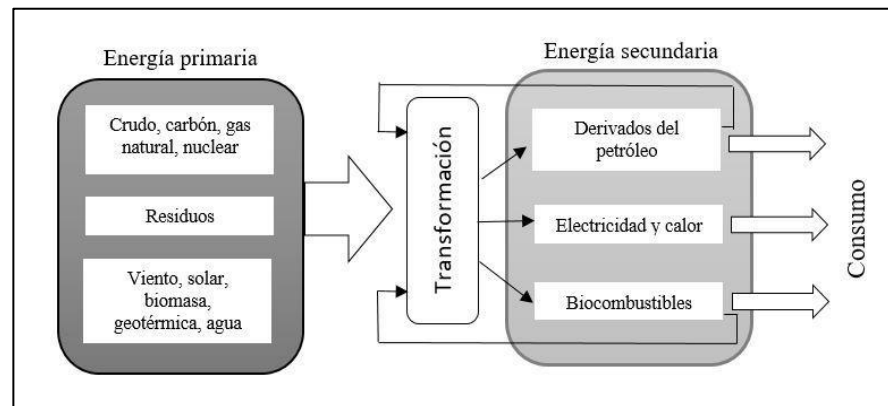 Energía primaria
Crudo, carbón, gas
natural, nuclear
Residuos
Viento, solar,
biomasa,
geotérmica, agua
Transformación
Energía secundaria
Derivados del
petróleo
Electricidad y calor
Biocombustibles
Consumo